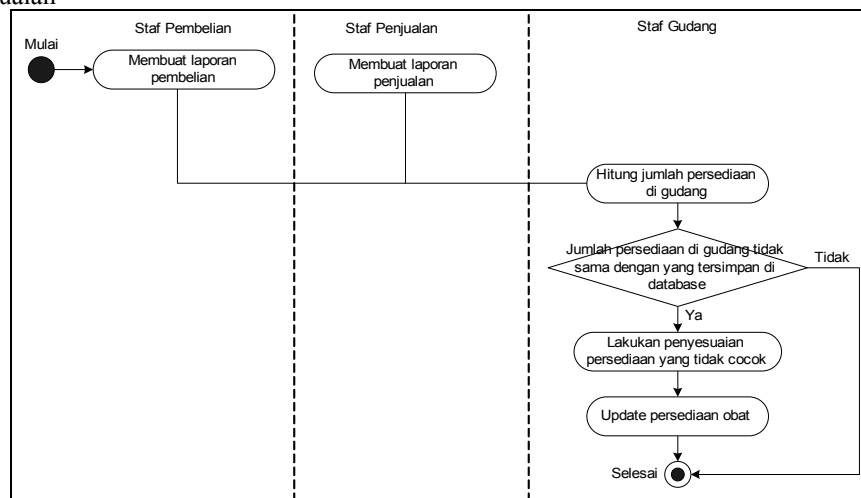 Staf Pembelian
Staf Penjualan
Staf Gudang
Mulai
Membuat laporan
pembelian
Membuat laporan
penjualan
Hitung jumlah persediaan
di gudang
Jumlah persediaan di gudang tidak
sama dengan yang tersimpan di
database
Tidak
Ya
Lakukan penyesuaian
persediaan yang tidak cocok
Update persediaan obat
Selesai